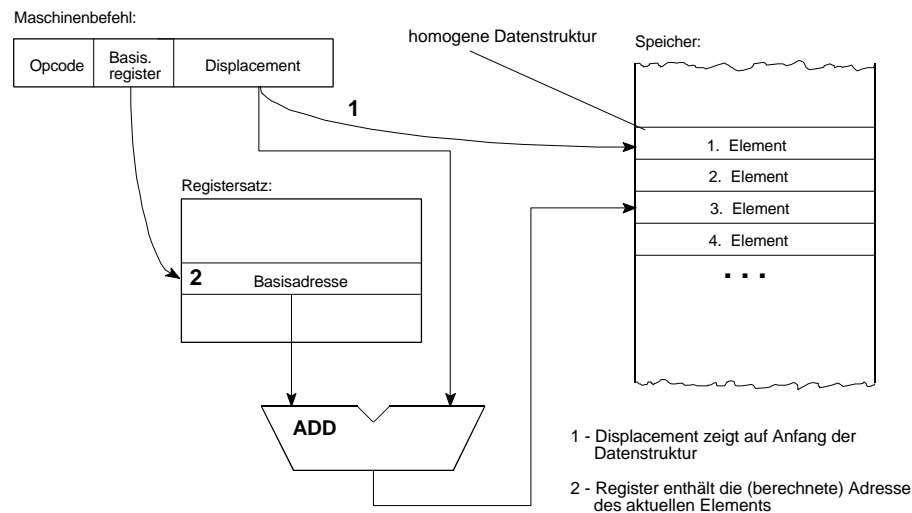 Maschinenbefehl:
Opcode
Basis.
register
Displacement
homogene Datenstruktur
Speicher:
1
1. Element
2. Element
3. Element
4. Element
. . .
Registersatz:
2
Basisadresse
ADD
1 - Displacement zeigt auf Anfang der
Datenstruktur
2 - Register enthält die (berechnete) Adresse
des aktuellen Elements